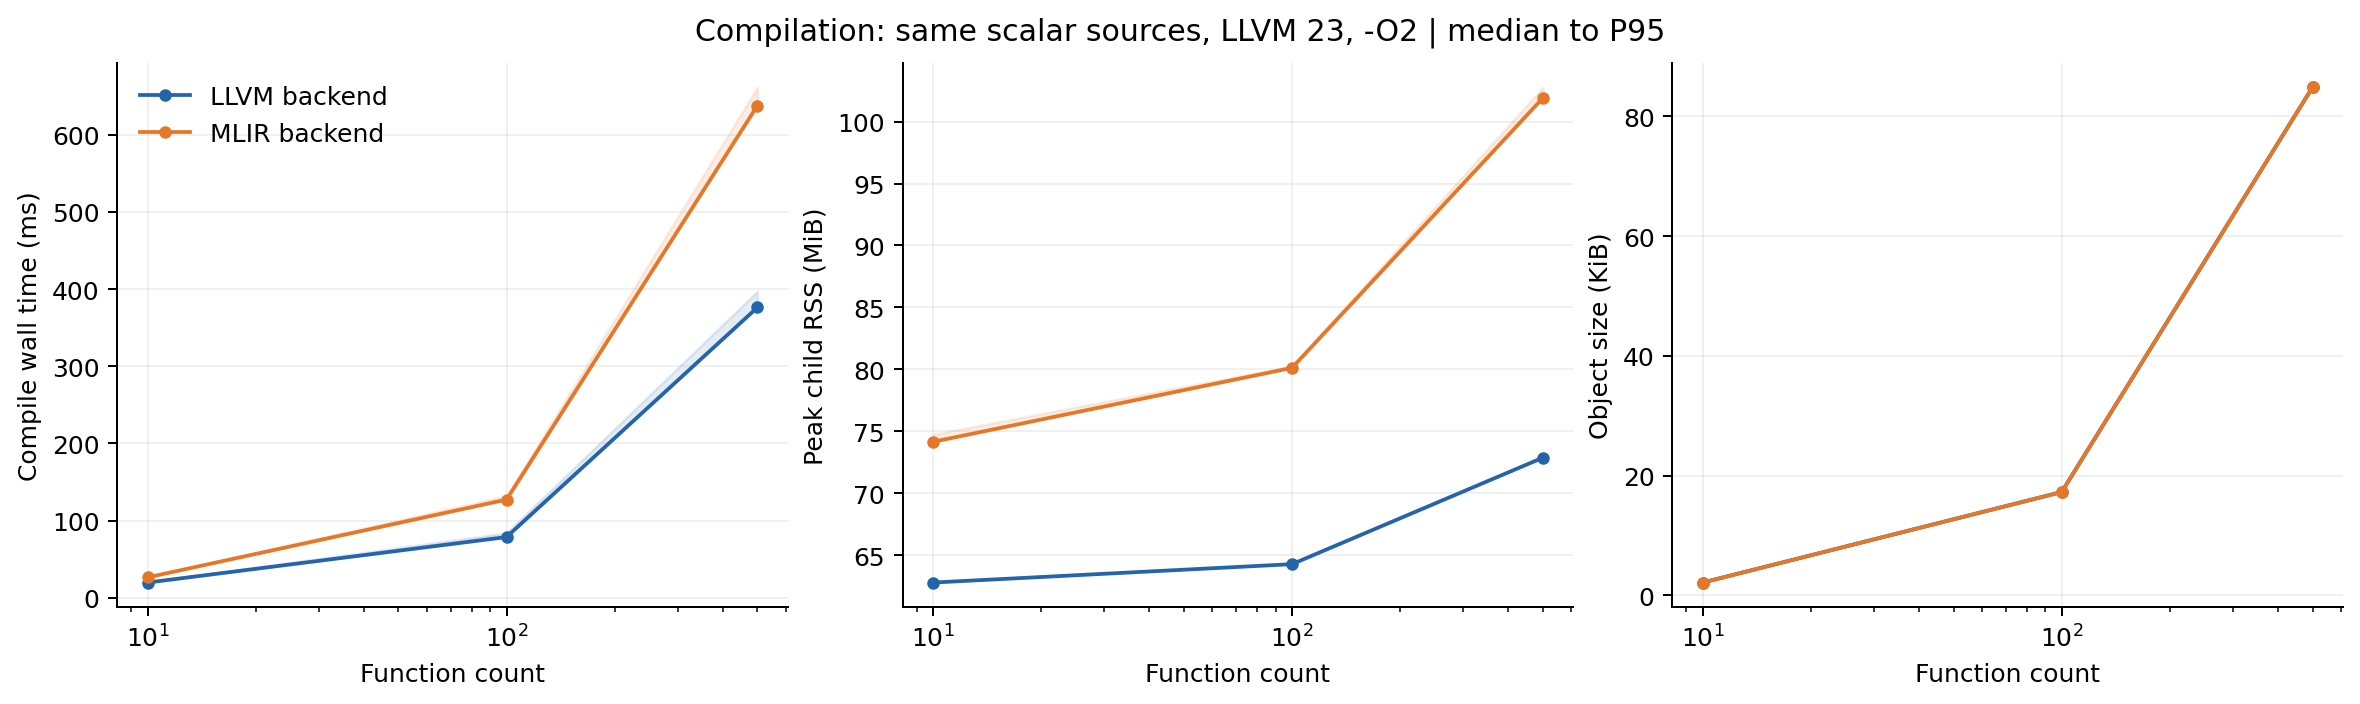 Compilation: same scalar sources, LLVM 23, -O2 | median to P95
LLVM backend
MLIR backend
Compile wall time (ms)
600
500
400
300
200
100
0
10¹
10²
Function count
Peak child RSS (MiB)
100
95
90
85
80
75
70
65
10¹
10²
Function count
Object size (KiB)
80
60
40
20
0
10¹
10²
Function count